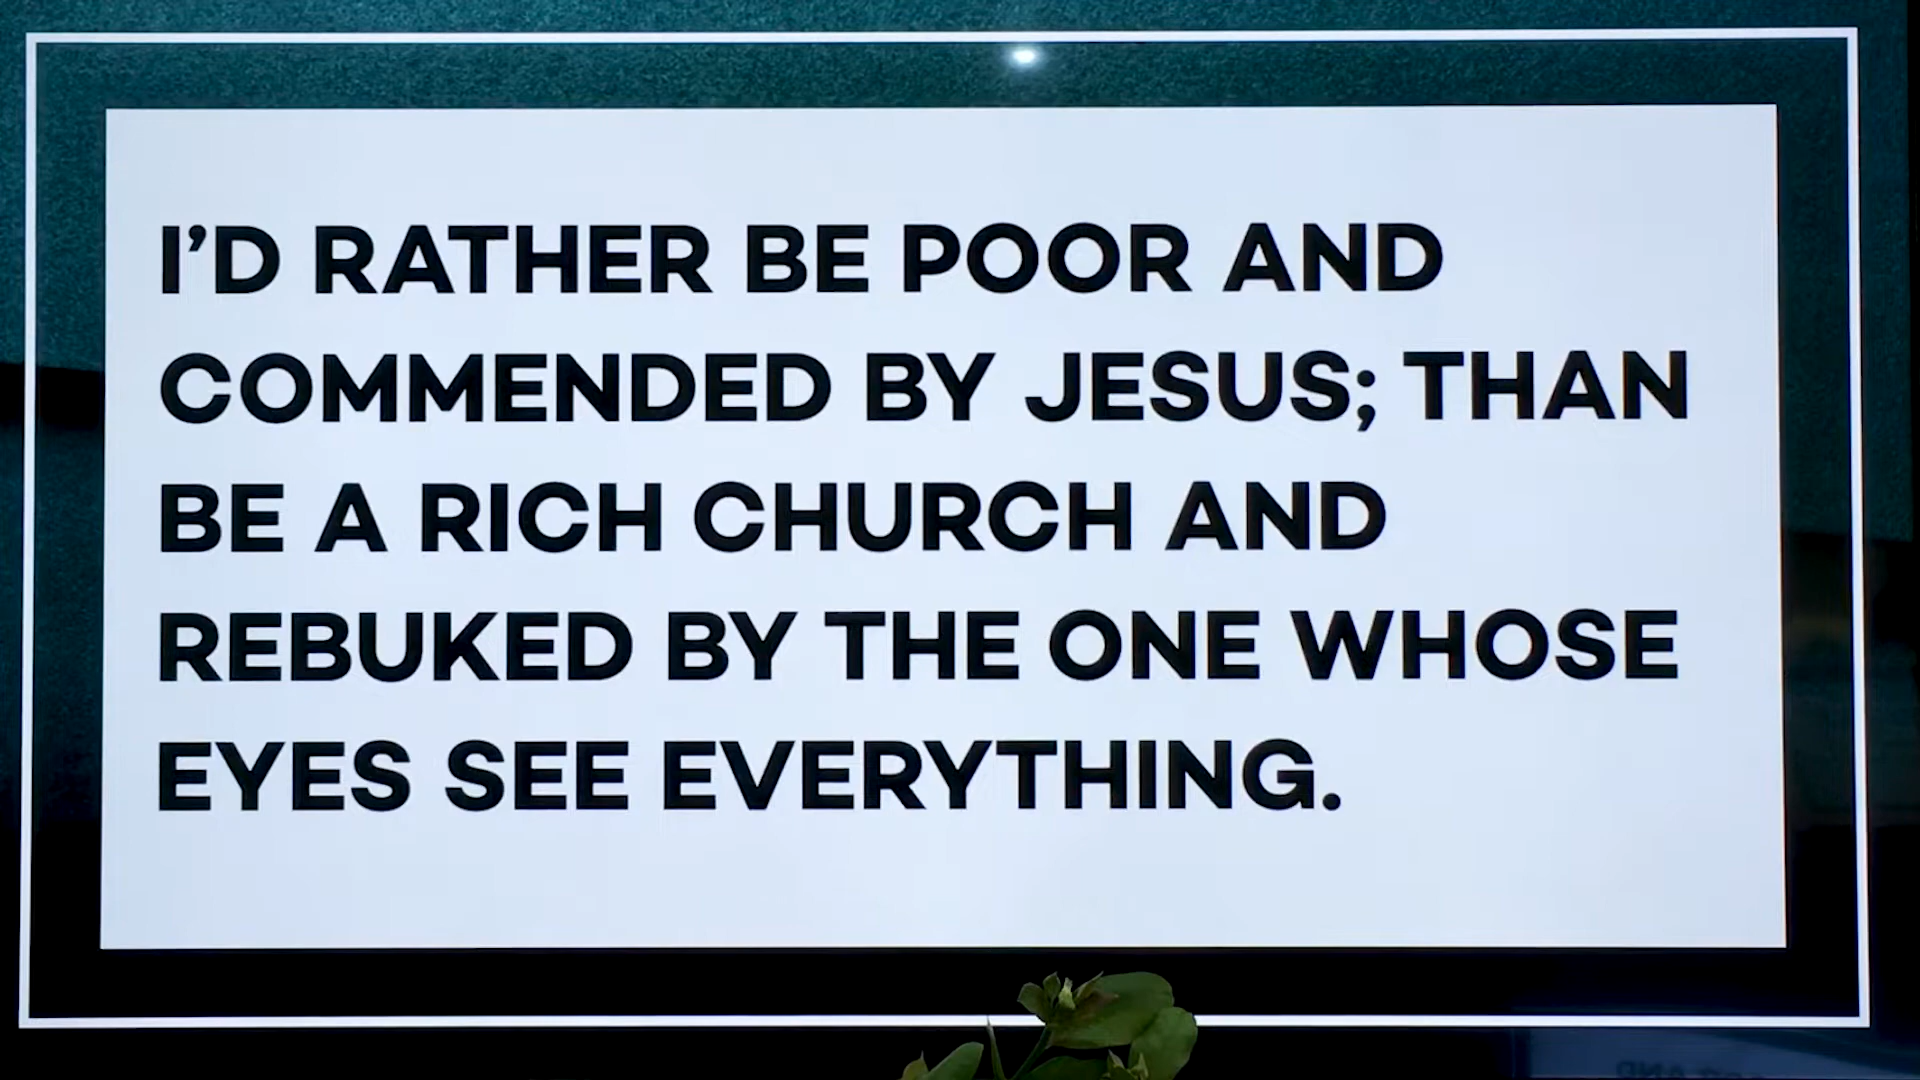 I’D RATHER BE POOR AND
COMMENDED BY JESUS; THAN
BE A RICH CHURCH AND
REBUKED BY THE ONE WHOSE
EYES SEE EVERYTHING.